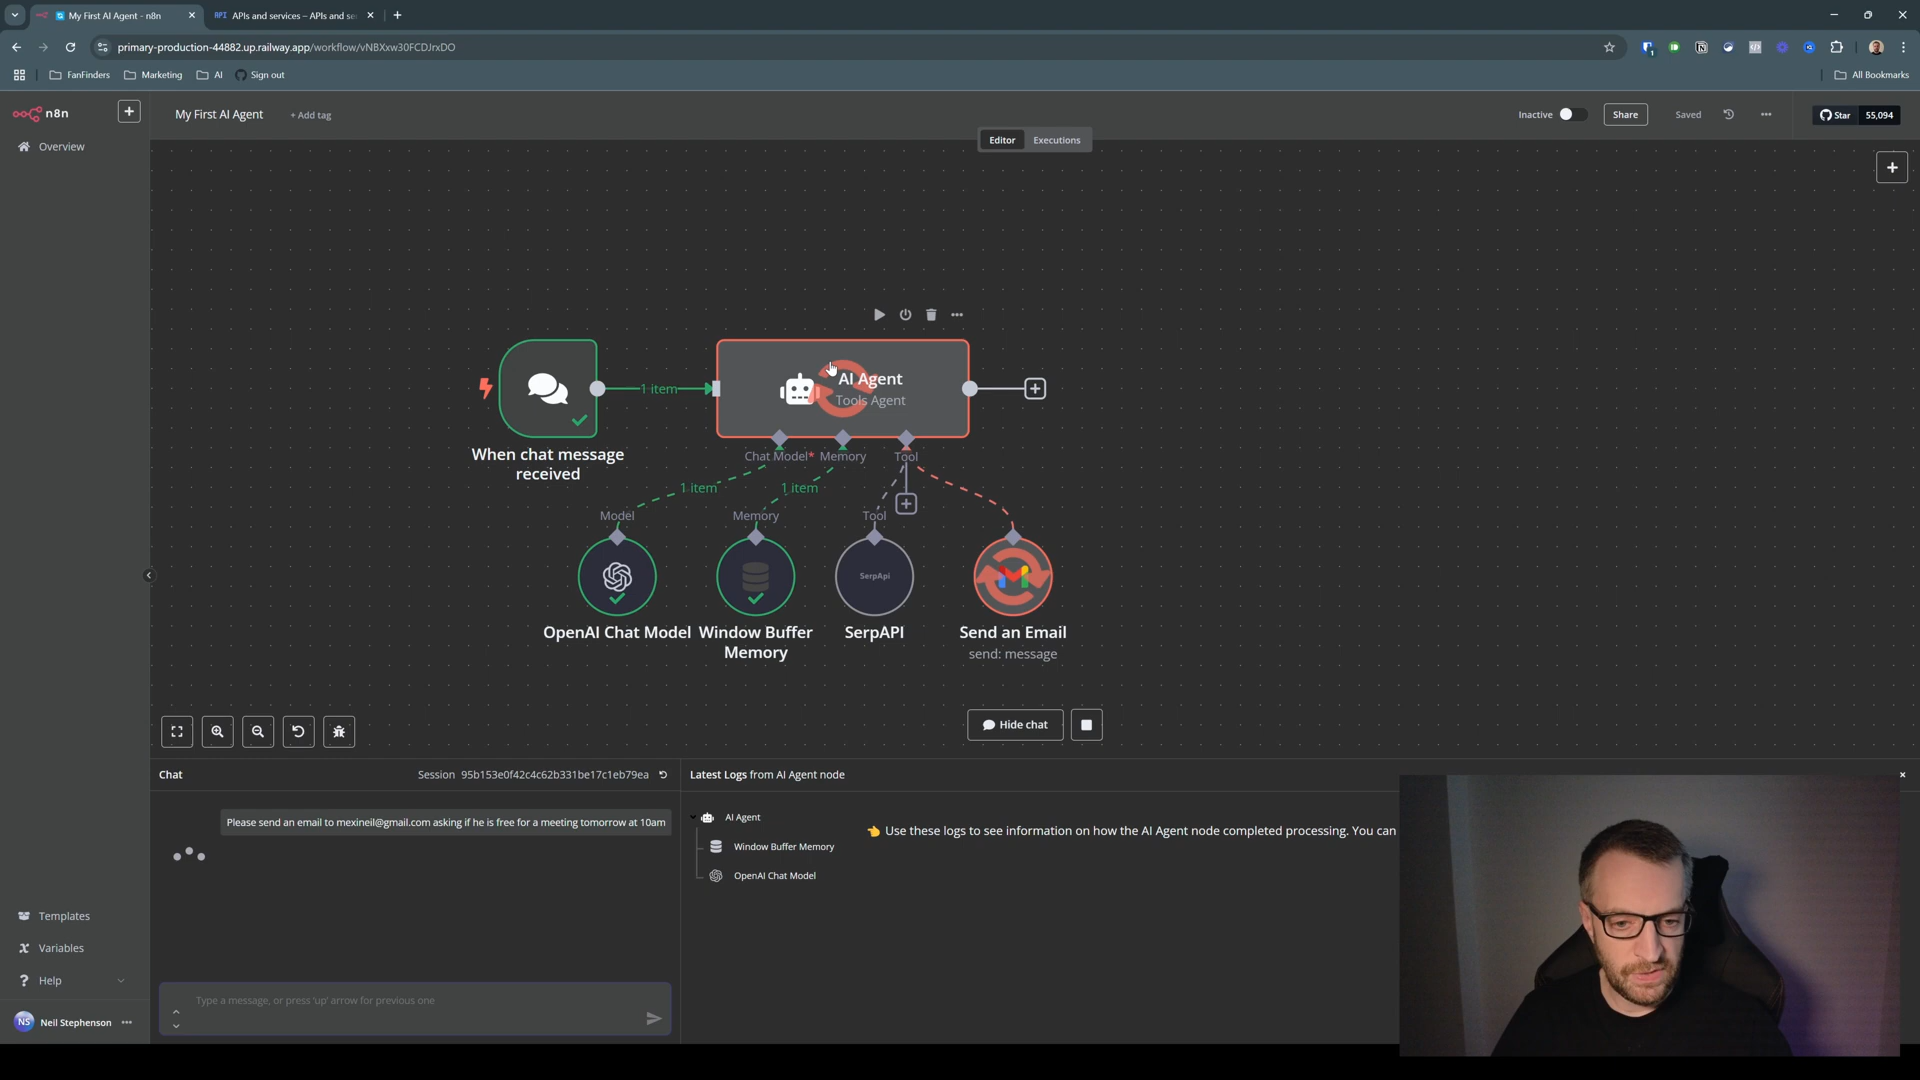 My First AI Agent - n8n
API APIs and services – APIs and se
primary-production-44882.up.railway.app/workflow/vNBXxw30FCDJrxDO
FanFinders
Marketing
AI
Sign out
All Bookmarks
n8n
My First AI Agent
+ Add tag
Inactive
Share
Saved
Star 55,094
Overview
Editor
Executions
1 item
AI Agent
Tools Agent
When chat message
received
Chat Model*
Memory
Tool
1 item
1 item
Model
Memory
Tool
SerpApi
OpenAI Chat Model
Window Buffer
Memory
SerpAPI
Send an Email
send: message
Hide chat
Chat
Session 95b153e0f42c4c62b331be17c1eb79ea
Latest Logs from AI Agent node
Please send an email to mexineil@gmail.com asking if he is free for a meeting tomorrow at 10am
AI Agent
Window Buffer Memory
OpenAI Chat Model
👈 Use these logs to see information on how the AI Agent node completed processing. You can
Templates
Variables
Help
NS Neil Stephenson
Type a message, or press 'up' arrow for previous one